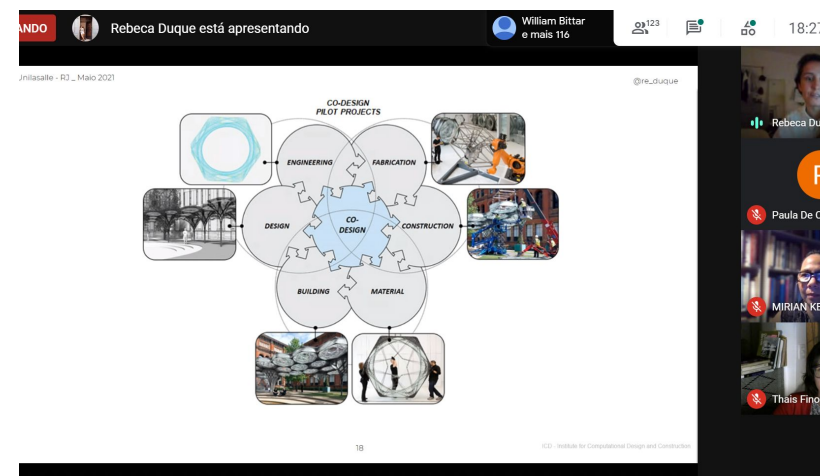 ANDO
Rebeca Duque está apresentando
William Bittar
e mais 116
123
18:27
Unilasalle - RJ _ Maio 2021
@re_duque
CO-DESIGN
PILOT PROJECTS
ENGINEERING
FABRICATION
DESIGN
CO-
DESIGN
CONSTRUCTION
BUILDING
MATERIAL
18
ICD - Institute for Computational Design and Construction
Rebeca Du
Paula De C
MIRIAN KE
Thais Fino